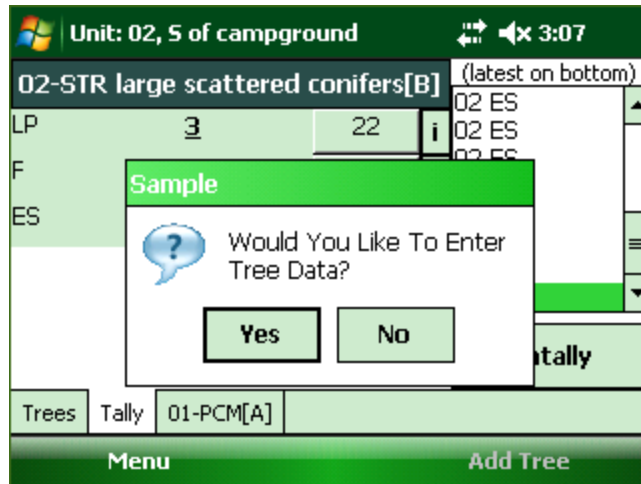 Unit: 02, S of campground 3:07
02-STR large scattered conifers[B]
(latest on bottom)
LP 3 22 i
02 ES
02 ES
02 ES
F
ES
Sample
Would You Like To Enter
Tree Data?
Yes No
tally
Trees Tally 01-PCM[A]
Menu Add Tree